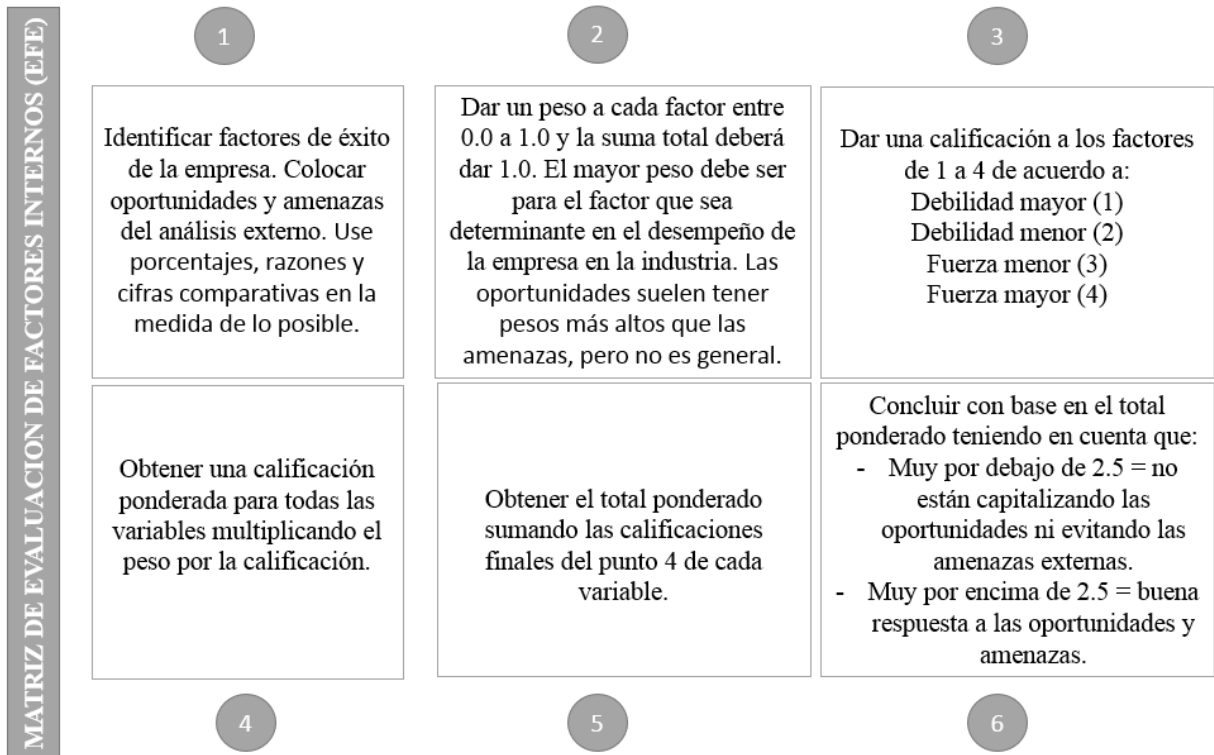 MATRIZ DE EVALUACION DE FACTORES INTERNOS (EFE)
1
Identificar factores de éxito
de la empresa. Colocar
oportunidades y amenazas
del análisis externo. Use
porcentajes, razones y
cifras comparativas en la
medida de lo posible.
2
Dar un peso a cada factor entre
0.0 a 1.0 y la suma total deberá
dar 1.0. El mayor peso debe ser
para el factor que sea
determinante en el desempeño de
la empresa en la industria. Las
oportunidades suelen tener
pesos más altos que las
amenazas, pero no es general.
3
Dar una calificación a los factores
de 1 a 4 de acuerdo a:
Debilidad mayor (1)
Debilidad menor (2)
Fuerza menor (3)
Fuerza mayor (4)
Obtener una calificación
ponderada para todas las
variables multiplicando el
peso por la calificación.
4
Obtener el total ponderado
sumando las calificaciones
finales del punto 4 de cada
variable.
5
Concluir con base en el total
ponderado teniendo en cuenta que:
- Muy por debajo de 2.5 = no
están capitalizando las
oportunidades ni evitando las
amenazas externas.
- Muy por encima de 2.5 = buena
respuesta a las oportunidades y
amenazas.
6